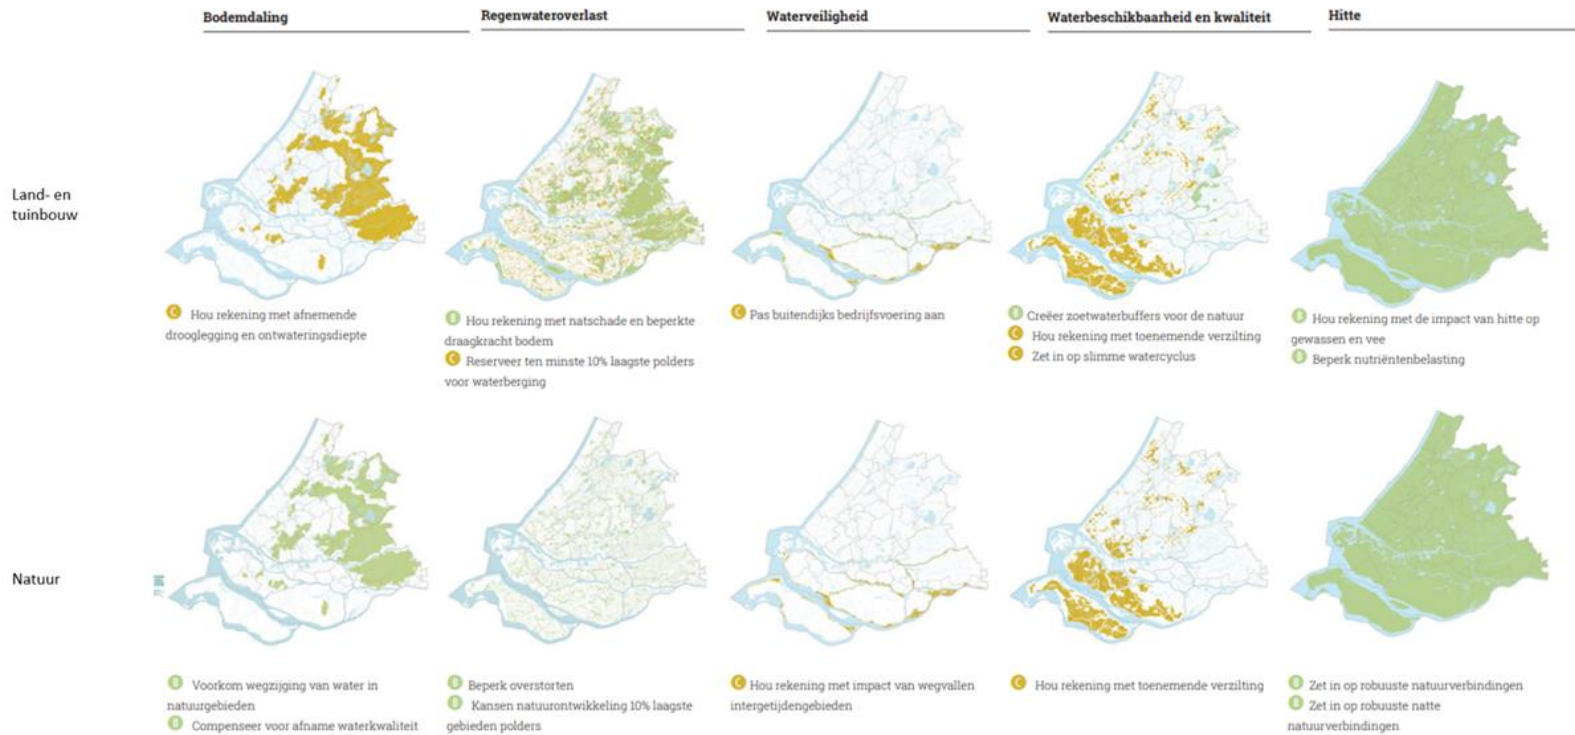 Bodemdaling
Regenwateroverlast
Waterveiligheid
Waterbeschikbaarheid en kwaliteit
Hitte
Land- en
tuinbouw
C Hou rekening met afnemende
drooglegging en ontwateringsdiepte
B Hou rekening met natschade en beperkte
draagkracht bodem
C Reserveer ten minste 10% laagste polders
voor waterberging
C Pas buitendijks bedrijfsvoering aan
B Creëer zoetwaterbuffers voor de natuur
C Hou rekening met toenemende verzilting
C Zet in op slimme watercyclus
B Hou rekening met de impact van hitte op
gewassen en vee
B Beperk nutriëntenbelasting
Natuur
B Voorkom wegzijging van water in
natuurgebieden
B Compenseer voor afname waterkwaliteit
B Beperk overstorten
B Kansen natuurontwikkeling 10% laagste
gebieden polders
C Hou rekening met impact van wegvallen
intergetijdengebieden
C Hou rekening met toenemende verzilting
B Zet in op robuuste natuurverbindingen
B Zet in op robuuste natte
natuurverbindingen